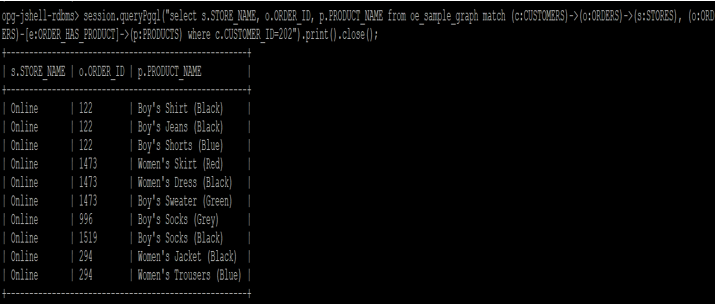 opg-jshell-rdbms> session.queryPgql("select s.STORE_NAME, o.ORDER_ID, p.PRODUCT_NAME from oe_sample_graph match (c:CUSTOMERS)->(o:ORDERS)->(s:STORES), (o:ORD
ERS)-[e:ORDER_HAS_PRODUCT]->(p:PRODUCTS) where c.CUSTOMER_ID=202").print().close();
+-----------------------------------------------------+
| s.STORE_NAME | o.ORDER_ID | p.PRODUCT_NAME |
+-----------------------------------------------------+
| Online | 122 | Boy's Shirt (Black) |
| Online | 122 | Boy's Jeans (Black) |
| Online | 122 | Boy's Shorts (Blue) |
| Online | 1473 | Women's Skirt (Red) |
| Online | 1473 | Women's Dress (Black) |
| Online | 1473 | Boy's Sweater (Green) |
| Online | 996 | Boy's Socks (Grey) |
| Online | 1519 | Boy's Socks (Black) |
| Online | 294 | Women's Jacket (Black) |
| Online | 294 | Women's Trousers (Blue) |
+-----------------------------------------------------+